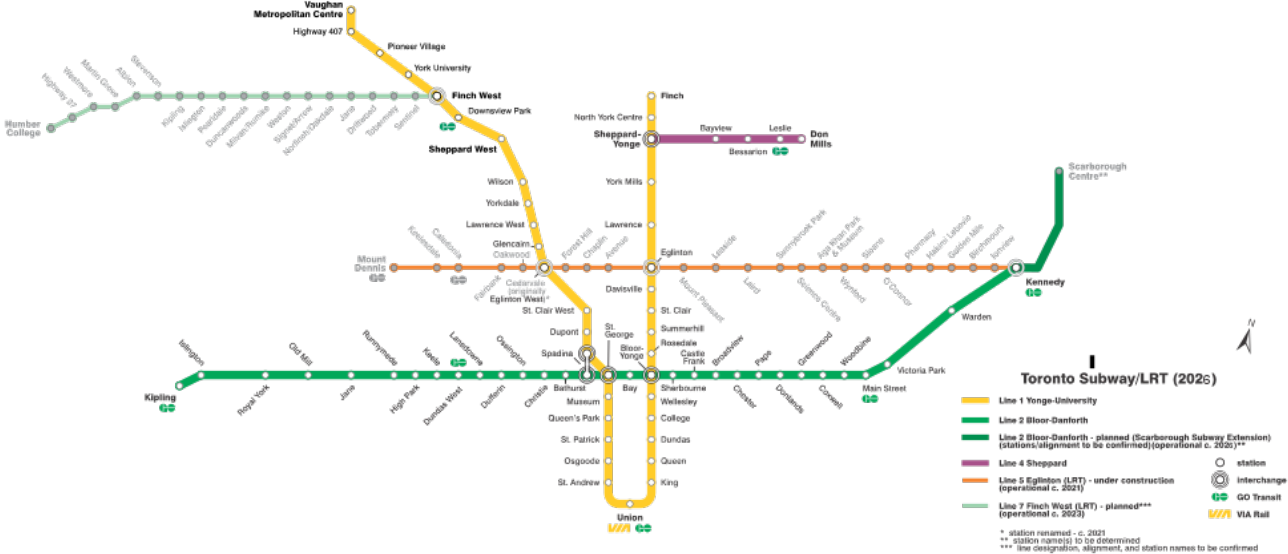 Vaughan
Metropolitan Centre
Highway 407
Pioneer Village
York University
Finch West
Downsview Park
Sheppard West
Humber
College
Highway 27
Westmore
Martin Grove
Albion
Stevenson
Kipling
Islington
Pearldale
Duncanwoods
Milvan/Rumike
Weston
Signet/Arrow
Norfinch/Oakdale
Jane
Driftwood
Tobermory
Sentinel
Wilson
Yorkdale
Lawrence West
Glencairn
Finch
North York Centre
Sheppard-
Yonge
Bayview
Bessarion
Leslie
Don
Mills
York Mills
Lawrence
Eglinton
Davisville
St. Clair
Summerhill
Rosedale
Scarborough
Centre**
Mount
Dennis
Keelesdale
Caledonia
Fairbank
Oakwood
Cedarvale
(originally
Eglinton West)*
Forest Hill
Chaplin
Avenue
Mount Pleasant
Leaside
Laird
Sunnybrook Park
Science Centre
Aga Khan Park
& Museum
Wynford
Sloane
O'Connor
Pharmacy
Hakimi Lebovic
Golden Mile
Birchmount
Ionview
Kennedy
Warden
Victoria Park
Main Street
St. Clair West
Dupont
Spadina
St.
George
Bloor-
Yonge
Kipling
Islington
Royal York
Old Mill
Jane
Runnymede
High Park
Keele
Dundas West
Lansdowne
Dufferin
Ossington
Christie
Bathurst
Bay
Sherbourne
Castle
Frank
Broadview
Chester
Pape
Donlands
Greenwood
Coxwell
Woodbine
Museum
Queen's Park
St. Patrick
Osgoode
St. Andrew
Union
VIA
Wellesley
College
Dundas
Queen
King
N
Toronto Subway/LRT (2026)
Line 1 Yonge-University
Line 2 Bloor-Danforth
Line 2 Bloor-Danforth - planned (Scarborough Subway Extension)
(stations/alignment to be confirmed)(operational c. 2026)**
Line 4 Sheppard
Line 5 Eglinton (LRT) - under construction
(operational c. 2021)
Line 7 Finch West (LRT) - planned***
(operational c. 2023)
station
interchange
GO Transit
VIA Rail
* station renamed - c. 2021
** station name(s) to be determined
*** line designation, alignment, and station names to be confirmed